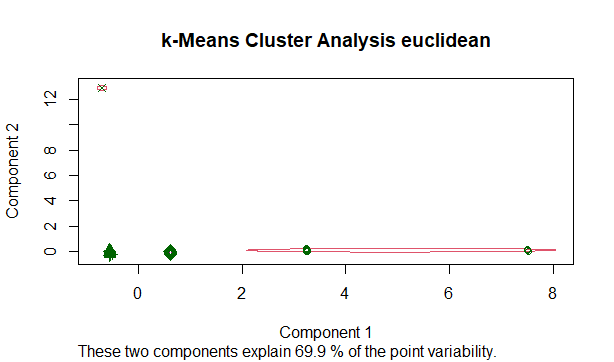 k-Means Cluster Analysis euclidean
Component 2
12
8
6
4
2
0
0
2
4
6
8
Component 1
These two components explain 69.9 % of the point variability.